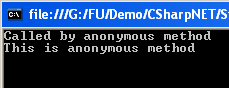 file:///G:/FU/Demo/CSharpNET/S
Called by anonymous method
This is anonymous method